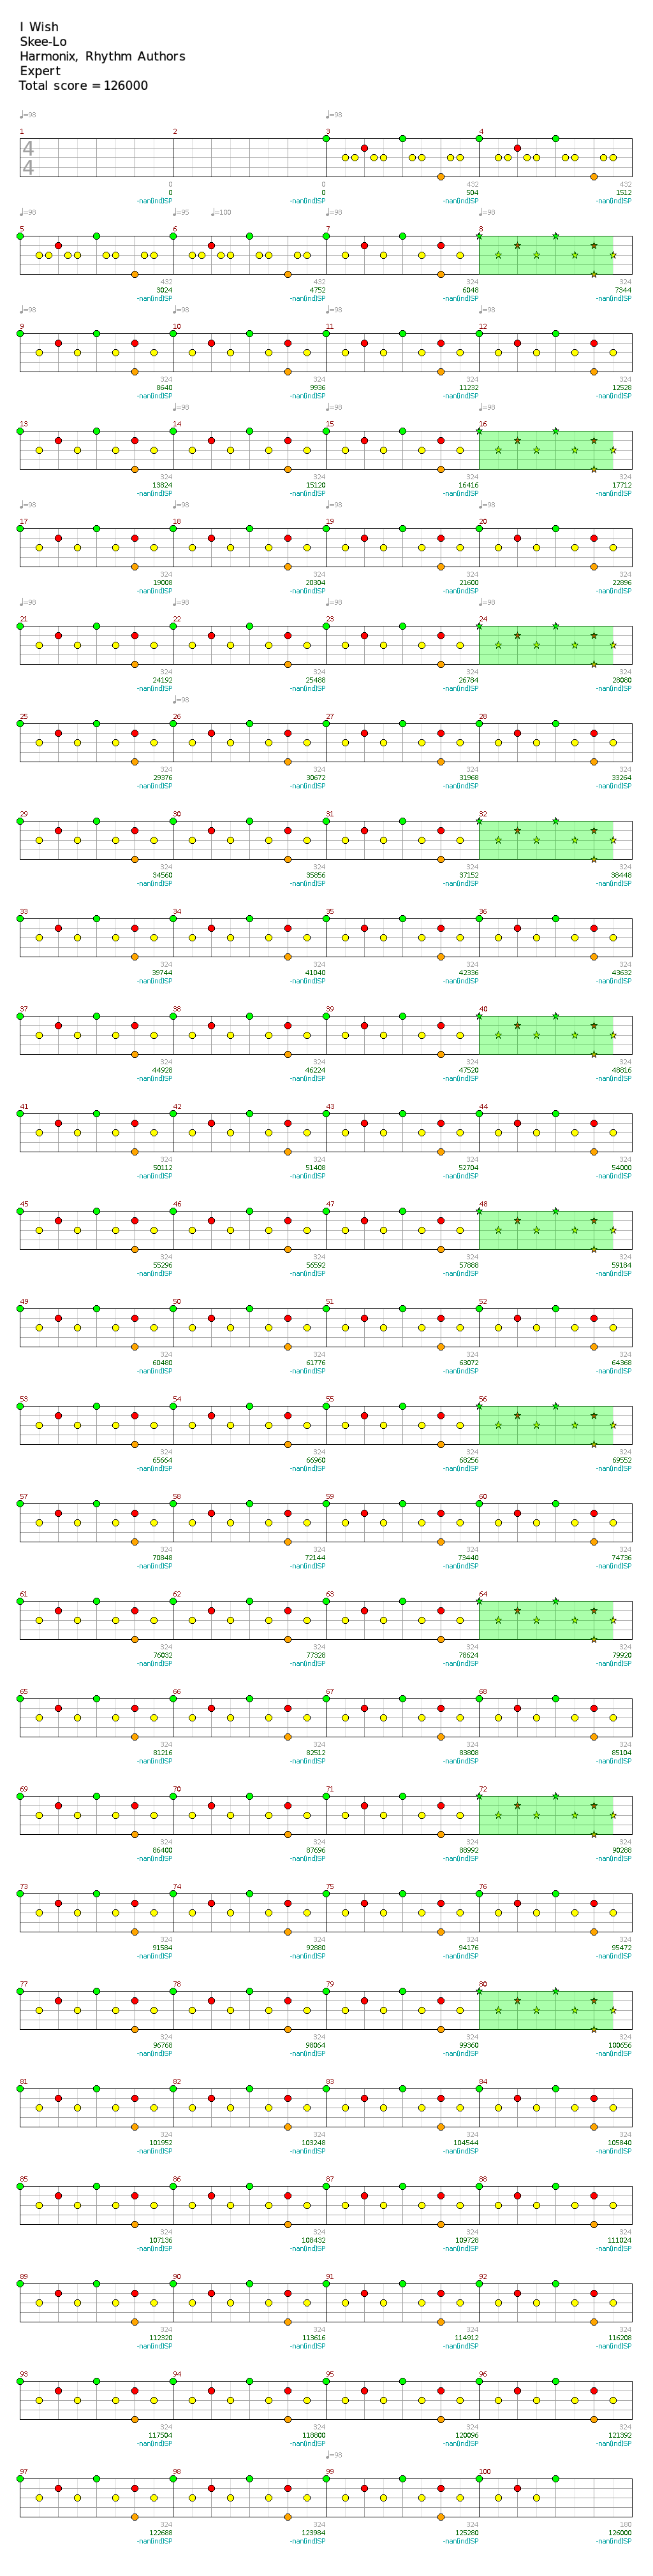 I Wish
Skee-Lo
Harmonix, Rhythm Authors
Expert
Total score = 126000
♩=98 ♩=98
1 2 3 4
4
4
0 0 432 432
0 0 504 1512
-nan(ind)SP -nan(ind)SP -nan(ind)SP -nan(ind)SP
♩=98 ♩=95 ♩=100 ♩=98 ♩=98
5 6 7 8
432 432 324 324
3024 4752 6048 7344
-nan(ind)SP -nan(ind)SP -nan(ind)SP -nan(ind)SP
♩=98 ♩=98 ♩=98 ♩=98
9 10 11 12
324 324 324 324
8640 9936 11232 12528
-nan(ind)SP -nan(ind)SP -nan(ind)SP -nan(ind)SP
♩=98 ♩=98 ♩=98
13 14 15 16
324 324 324 324
13824 15120 16416 17712
-nan(ind)SP -nan(ind)SP -nan(ind)SP -nan(ind)SP
♩=98 ♩=98 ♩=98 ♩=98
17 18 19 20
324 324 324 324
19008 20304 21600 22896
-nan(ind)SP -nan(ind)SP -nan(ind)SP -nan(ind)SP
♩=98 ♩=98 ♩=98 ♩=98
21 22 23 24
324 324 324 324
24192 25488 26784 28080
-nan(ind)SP -nan(ind)SP -nan(ind)SP -nan(ind)SP
♩=98
25 26 27 28
324 324 324 324
29376 30672 31968 33264
-nan(ind)SP -nan(ind)SP -nan(ind)SP -nan(ind)SP
29 30 31 32
324 324 324 324
34560 35856 37152 38448
-nan(ind)SP -nan(ind)SP -nan(ind)SP -nan(ind)SP
33 34 35 36
324 324 324 324
39744 41040 42336 43632
-nan(ind)SP -nan(ind)SP -nan(ind)SP -nan(ind)SP
37 38 39 40
324 324 324 324
44928 46224 47520 48816
-nan(ind)SP -nan(ind)SP -nan(ind)SP -nan(ind)SP
41 42 43 44
324 324 324 324
50112 51408 52704 54000
-nan(ind)SP -nan(ind)SP -nan(ind)SP -nan(ind)SP
45 46 47 48
324 324 324 324
55296 56592 57888 59184
-nan(ind)SP -nan(ind)SP -nan(ind)SP -nan(ind)SP
49 50 51 52
324 324 324 324
60480 61776 63072 64368
-nan(ind)SP -nan(ind)SP -nan(ind)SP -nan(ind)SP
53 54 55 56
324 324 324 324
65664 66960 68256 69552
-nan(ind)SP -nan(ind)SP -nan(ind)SP -nan(ind)SP
57 58 59 60
324 324 324 324
70848 72144 73440 74736
-nan(ind)SP -nan(ind)SP -nan(ind)SP -nan(ind)SP
61 62 63 64
324 324 324 324
76032 77328 78624 79920
-nan(ind)SP -nan(ind)SP -nan(ind)SP -nan(ind)SP
65 66 67 68
324 324 324 324
81216 82512 83808 85104
-nan(ind)SP -nan(ind)SP -nan(ind)SP -nan(ind)SP
69 70 71 72
324 324 324 324
86400 87696 88992 90288
-nan(ind)SP -nan(ind)SP -nan(ind)SP -nan(ind)SP
73 74 75 76
324 324 324 324
91584 92880 94176 95472
-nan(ind)SP -nan(ind)SP -nan(ind)SP -nan(ind)SP
77 78 79 80
324 324 324 324
96768 98064 99360 100656
-nan(ind)SP -nan(ind)SP -nan(ind)SP -nan(ind)SP
81 82 83 84
324 324 324 324
101952 103248 104544 105840
-nan(ind)SP -nan(ind)SP -nan(ind)SP -nan(ind)SP
85 86 87 88
324 324 324 324
107136 108432 109728 111024
-nan(ind)SP -nan(ind)SP -nan(ind)SP -nan(ind)SP
89 90 91 92
324 324 324 324
112320 113616 114912 116208
-nan(ind)SP -nan(ind)SP -nan(ind)SP -nan(ind)SP
93 94 95 96
324 324 324 324
117504 118800 120096 121392
-nan(ind)SP -nan(ind)SP -nan(ind)SP -nan(ind)SP
♩=98
97 98 99 100
324 324 324 180
122688 123984 125280 126000
-nan(ind)SP -nan(ind)SP -nan(ind)SP -nan(ind)SP